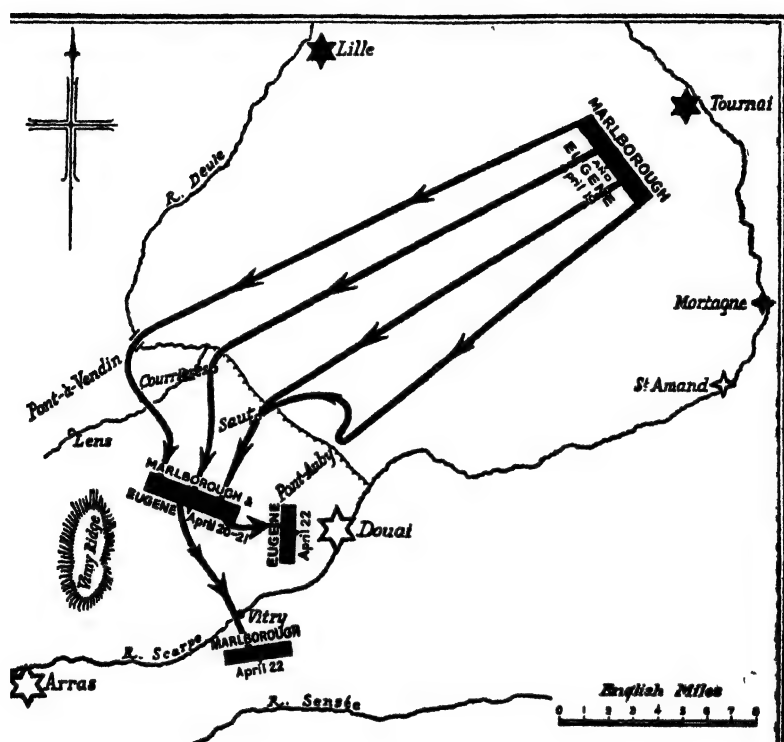 Lille
Tournai
MARLBOROUGH
AND
EUGENE
R. Deule
Mortagne
St Amand
Pont-à-Vendin
Courrières
Saut
Lens
Pont-Auby
MARLBOROUGH &
EUGENE April 20-21
EUGENE
April 22
Douai
Vimy Ridge
Vitry
MARLBOROUGH
April 22
R. Scarpe
Arras
R. Sensée
English Miles
0 1 2 3 4 5 6 7 8